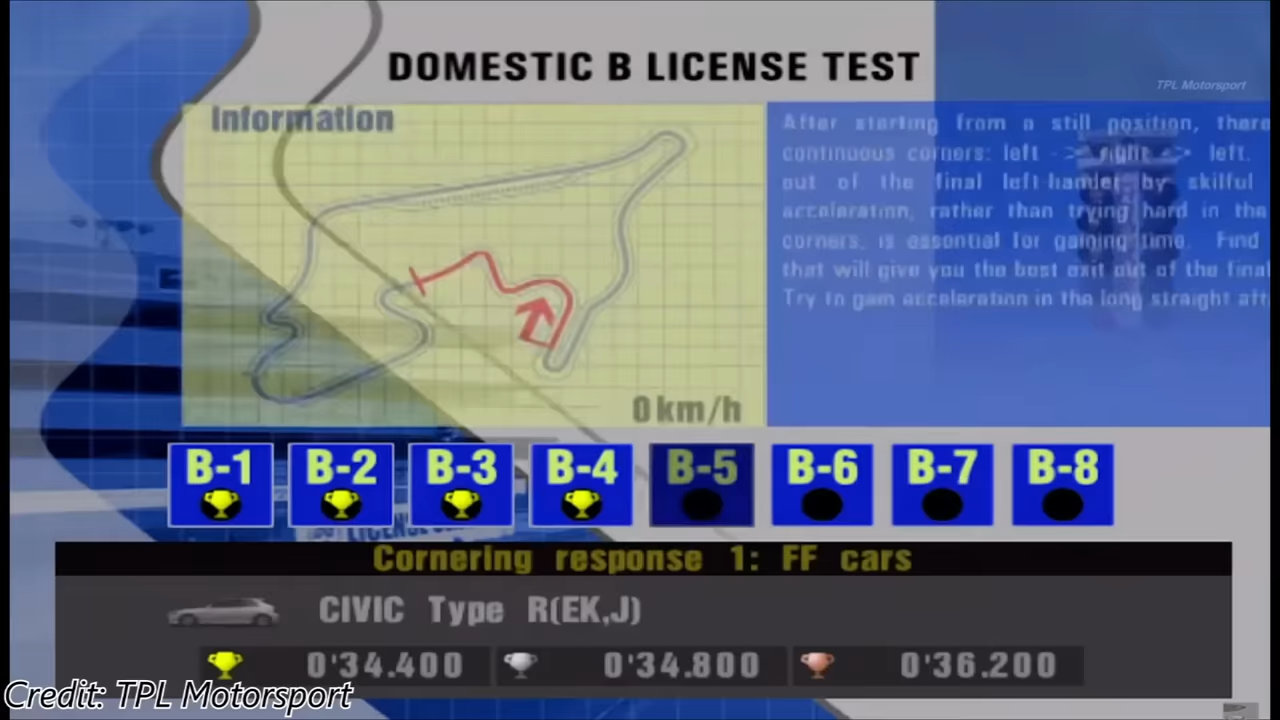 DOMESTIC B LICENSE TEST
TPL Motorsport
Information
After starting from a still position, there
continuous corners: left -> right -> left.
out of the final left-hander by skilful
acceleration, rather than trying hard in the
corners, is essential for gaining time. Find
that will give you the best exit out of the final
Try to gain acceleration in the long straight aft
0km/h
B-1 B-2 B-3 B-4 B-5 B-6 B-7 B-8
LICENSE
Cornering response 1: FF cars
CIVIC Type R(EK,J)
0'34.400 0'34.800 0'36.200
Credit: TPL Motorsport